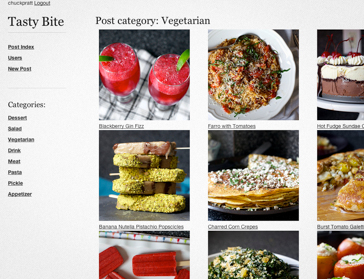 chuckpratt Logout
Tasty Bite
Post Index
Users
New Post
Categories:
Dessert
Salad
Vegetarian
Drink
Meat
Pasta
Pickle
Appetizer
Post category: Vegetarian
Blackberry Gin Fizz
Farro with Tomatoes
Hot Fudge Sundae
Banana Nutella Pistachio Popscicles
Charred Corn Crepes
Burst Tomato Galett